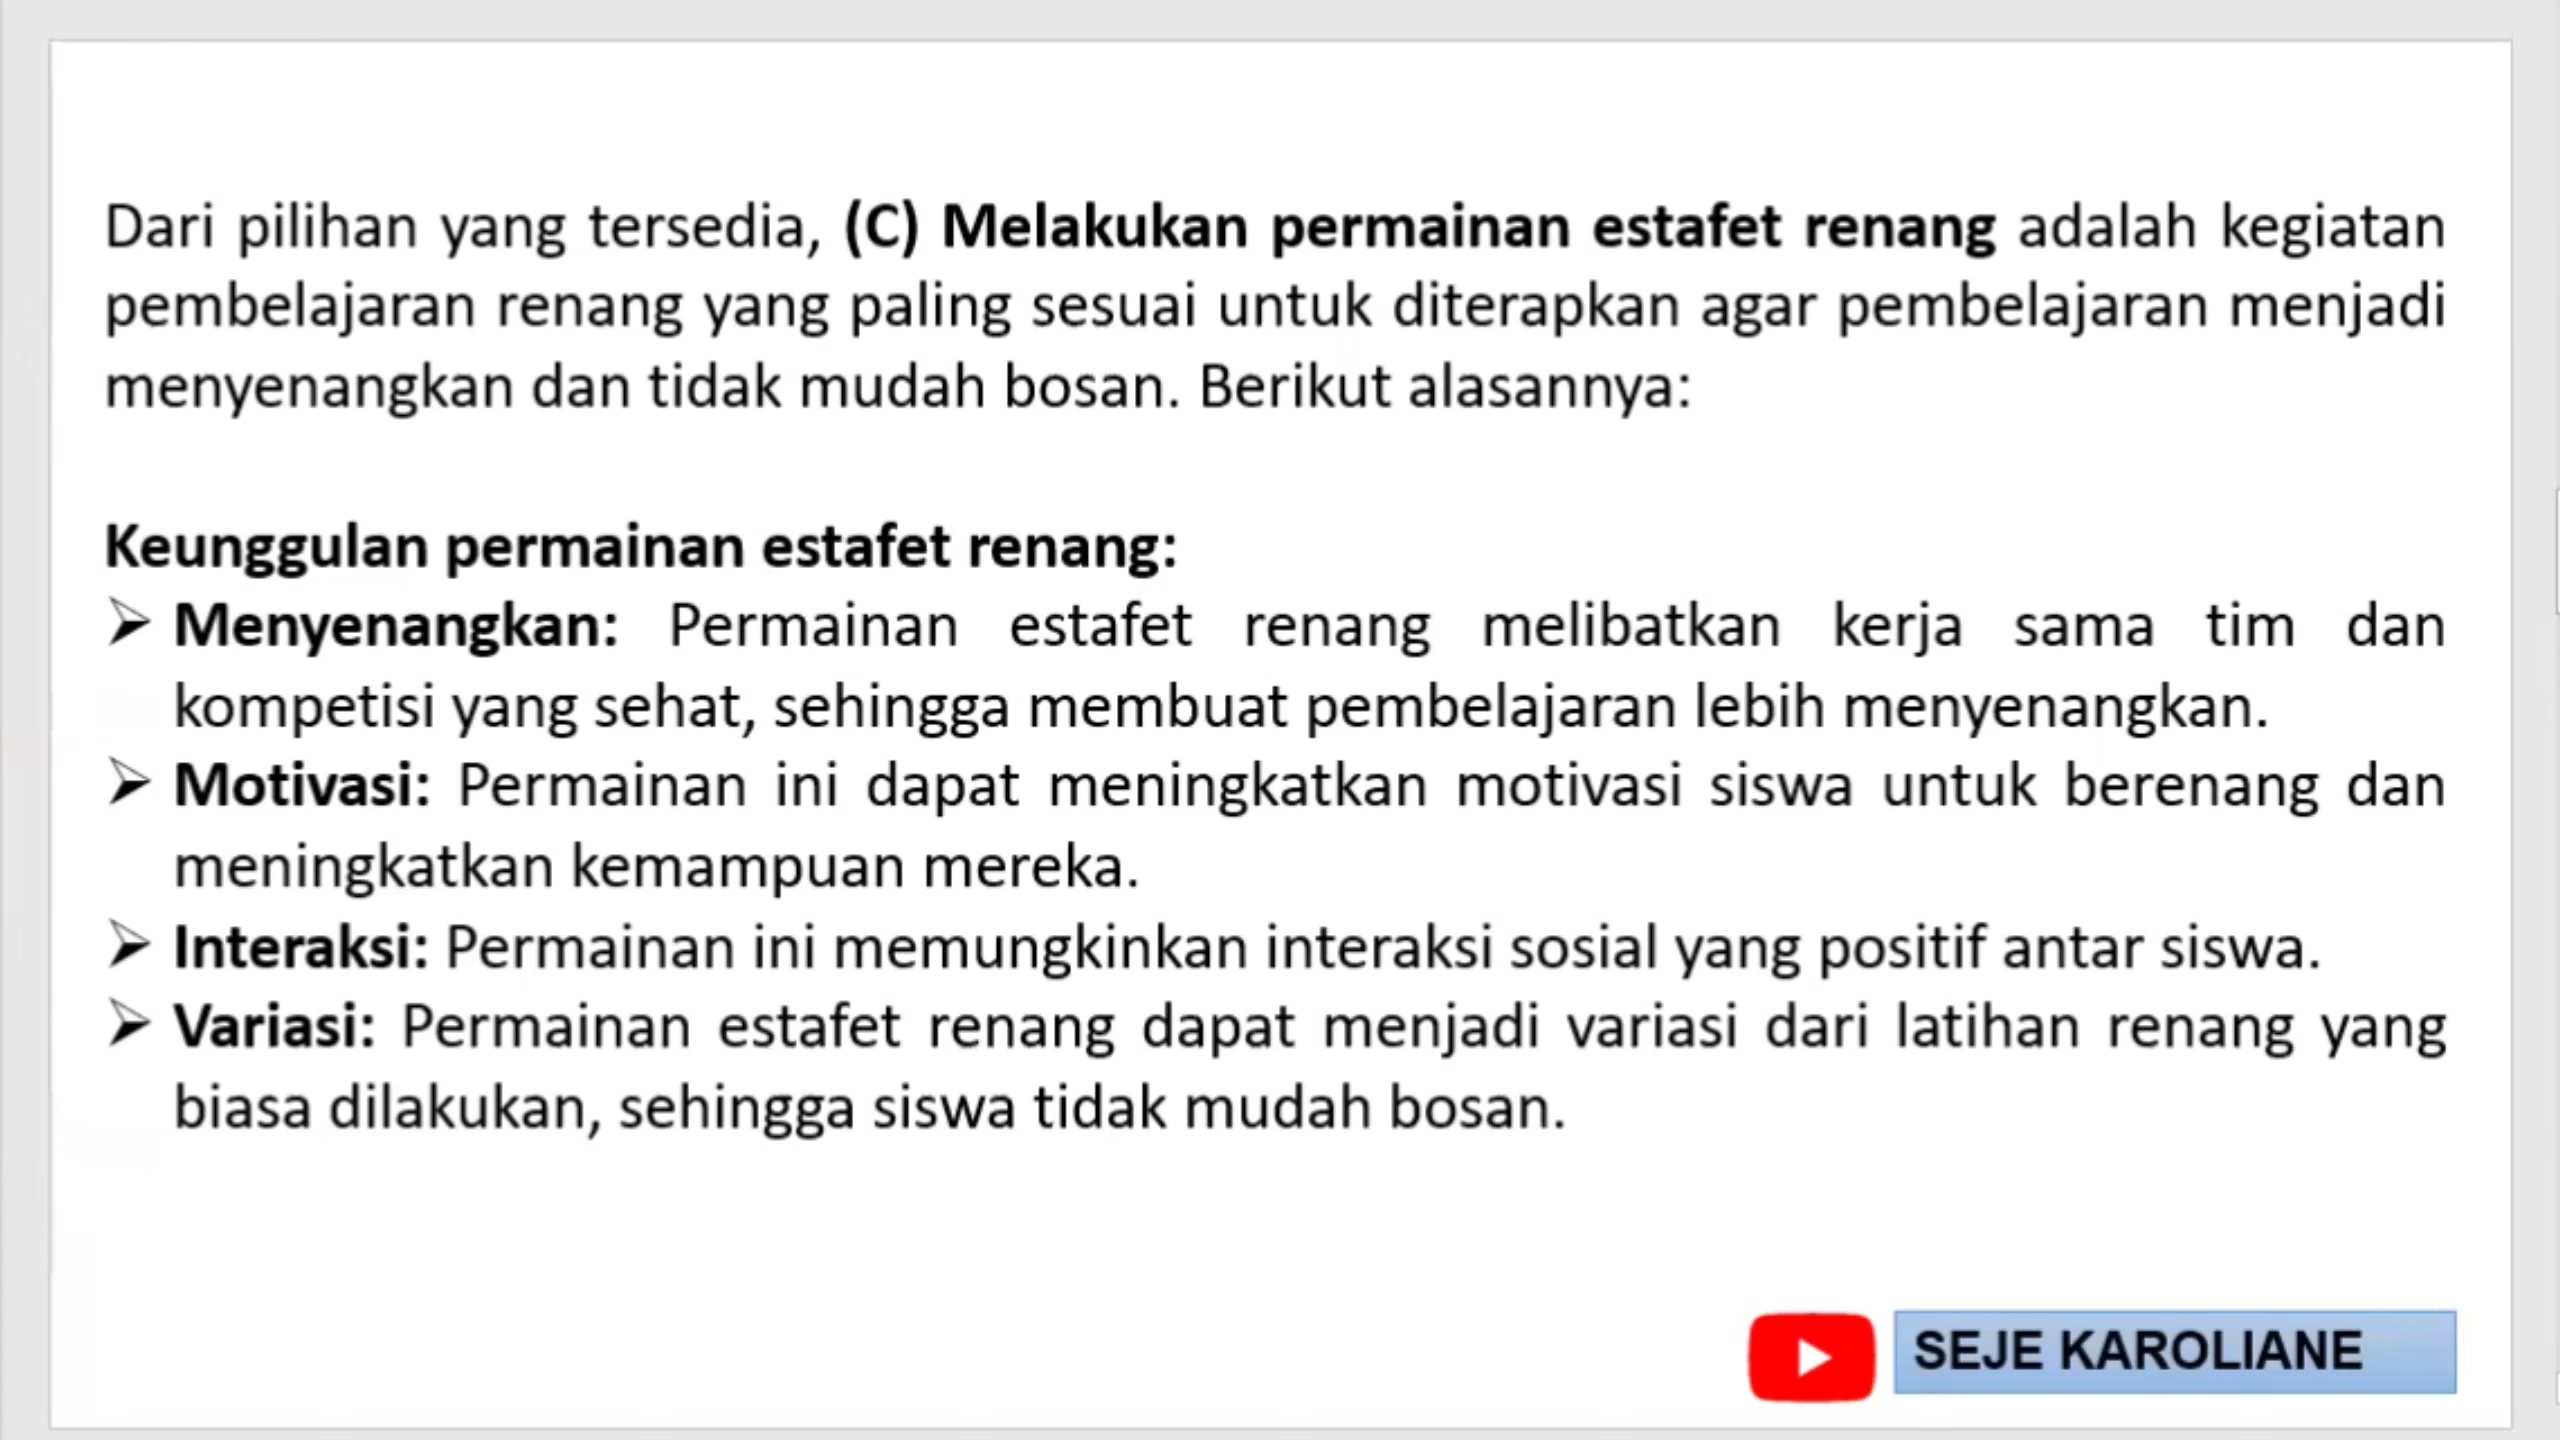 Dari pilihan yang tersedia, (C) Melakukan permainan estafet renang adalah kegiatan
pembelajaran renang yang paling sesuai untuk diterapkan agar pembelajaran menjadi
menyenangkan dan tidak mudah bosan. Berikut alasannya:
Keunggulan permainan estafet renang:
➢ Menyenangkan: Permainan estafet renang melibatkan kerja sama tim dan
kompetisi yang sehat, sehingga membuat pembelajaran lebih menyenangkan.
➢ Motivasi: Permainan ini dapat meningkatkan motivasi siswa untuk berenang dan
meningkatkan kemampuan mereka.
➢ Interaksi: Permainan ini memungkinkan interaksi sosial yang positif antar siswa.
➢ Variasi: Permainan estafet renang dapat menjadi variasi dari latihan renang yang
biasa dilakukan, sehingga siswa tidak mudah bosan.
SEJE KAROLIANE